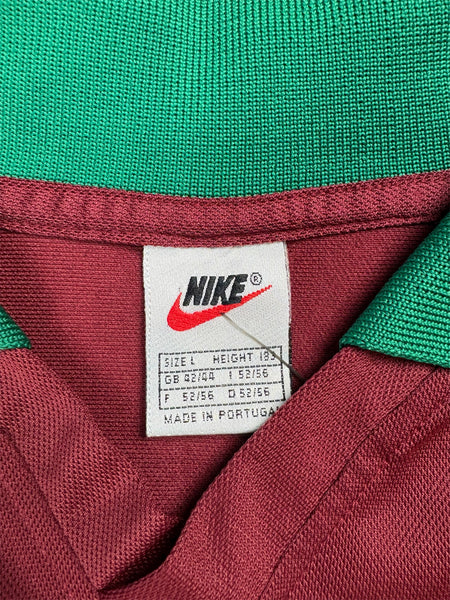 NIKE®
SIZE L HEIGHT 183
GB 42/44 I 52/56
F 52/56 D 52/56
MADE IN PORTUGAL